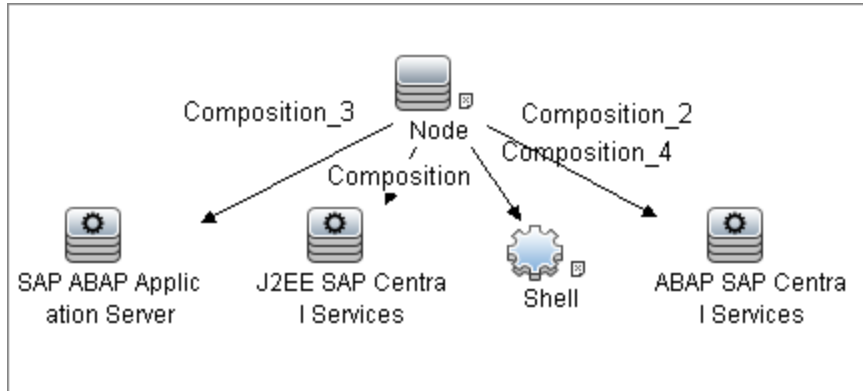 Composition_3
Composition_2
Node
Composition_4
Composition
SAP ABAP Applic
ation Server
J2EE SAP Centra
l Services
Shell
ABAP SAP Centra
l Services